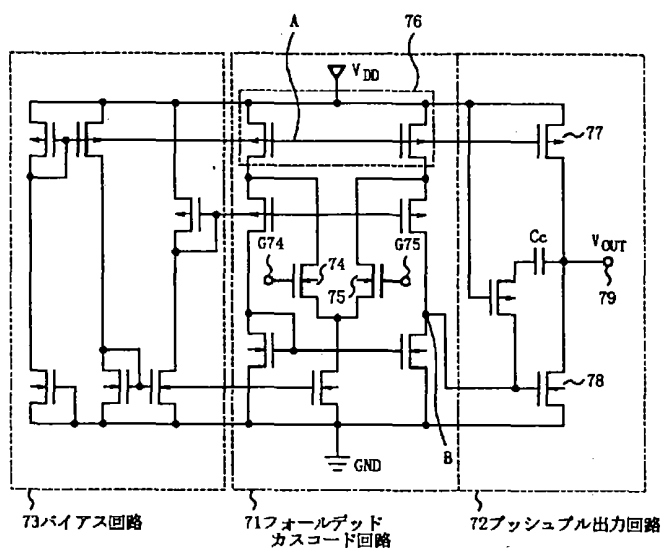 A
76
VDD
77
G74
G75
Cc
VOUT
74
75
79
78
B
GND
73バイアス回路
71フォールデッド
カスコード回路
72プッシュプル出力回路